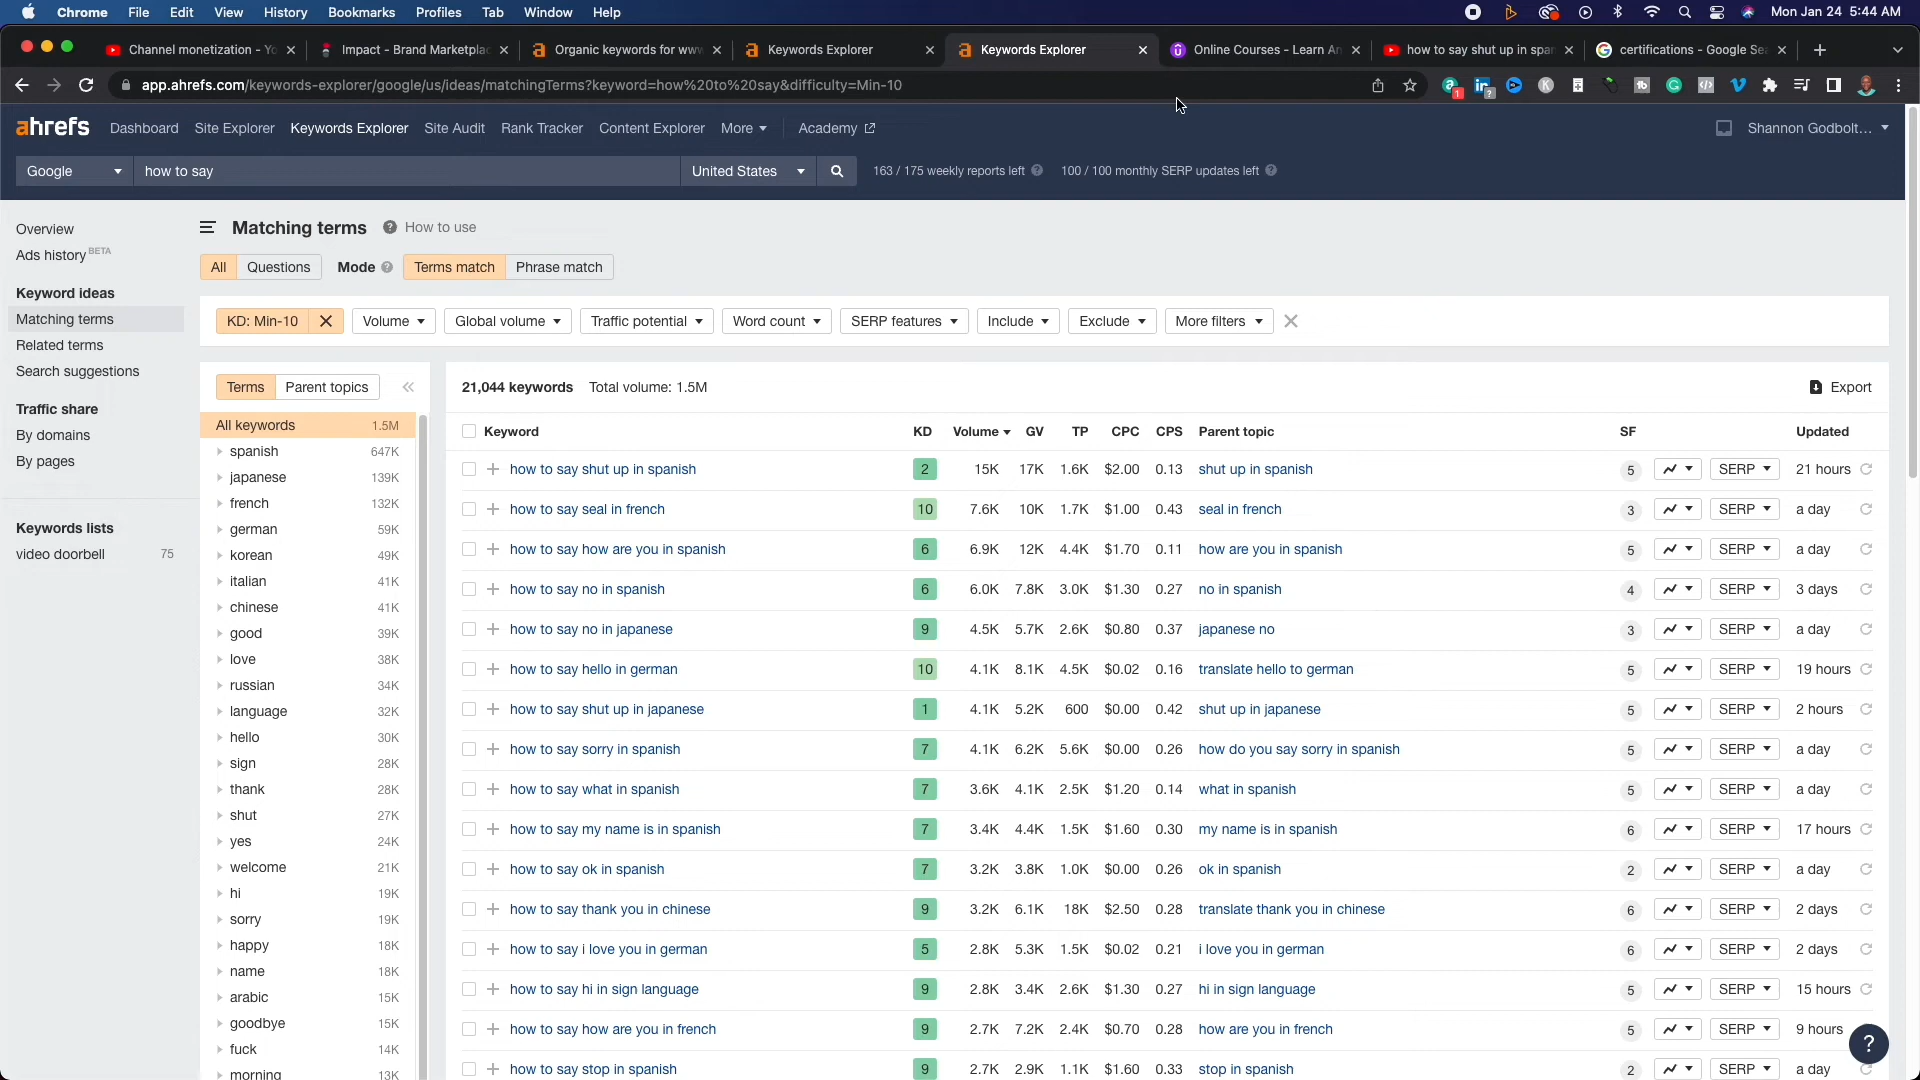 Chrome File Edit View History Bookmarks Profiles Tab Window Help Mon Jan 24 5:44 AM
Channel monetization - Yo Impact - Brand Marketplac Organic keywords for www Keywords Explorer Keywords Explorer Online Courses - Learn An how to say shut up in span certifications - Google Sea
app.ahrefs.com/keywords-explorer/google/us/ideas/matchingTerms?keyword=how%20to%20say&difficulty=Min-10
ahrefs Dashboard Site Explorer Keywords Explorer Site Audit Rank Tracker Content Explorer More Academy Shannon Godbolt...
Google how to say United States 163 / 175 weekly reports left ? 100 / 100 monthly SERP updates left ?
Overview
Ads history BETA
Keyword ideas
Matching terms
Related terms
Search suggestions
Traffic share
By domains
By pages
Keywords lists
video doorbell 75
Matching terms ? How to use
All Questions Mode ? Terms match Phrase match
KD: Min-10 Volume Global volume Traffic potential Word count SERP features Include Exclude More filters
Terms Parent topics
All keywords 1.5M
spanish 647K
japanese 139K
french 132K
german 59K
korean 49K
italian 41K
chinese 41K
good 39K
love 38K
russian 34K
language 32K
hello 30K
sign 28K
thank 28K
shut 27K
yes 24K
welcome 21K
hi 19K
sorry 19K
happy 18K
name 18K
arabic 15K
goodbye 15K
fuck 14K
morning 13K
21,044 keywords Total volume: 1.5M Export
Keyword KD Volume GV TP CPC CPS Parent topic SF Updated
how to say shut up in spanish 2 15K 17K 1.6K $2.00 0.13 shut up in spanish 5 SERP 21 hours
how to say seal in french 10 7.6K 10K 1.7K $1.00 0.43 seal in french 3 SERP a day
how to say how are you in spanish 6 6.9K 12K 4.4K $1.70 0.11 how are you in spanish 5 SERP a day
how to say no in spanish 6 6.0K 7.8K 3.0K $1.30 0.27 no in spanish 4 SERP 3 days
how to say no in japanese 9 4.5K 5.7K 2.6K $0.80 0.37 japanese no 3 SERP a day
how to say hello in german 10 4.1K 8.1K 4.5K $0.02 0.16 translate hello to german 5 SERP 19 hours
how to say shut up in japanese 1 4.1K 5.2K 600 $0.00 0.42 shut up in japanese 5 SERP 2 hours
how to say sorry in spanish 7 4.1K 6.2K 5.6K $0.00 0.26 how do you say sorry in spanish 5 SERP a day
how to say what in spanish 7 3.6K 4.1K 2.5K $1.20 0.14 what in spanish 5 SERP a day
how to say my name is in spanish 7 3.4K 4.4K 1.5K $1.60 0.30 my name is in spanish 6 SERP 17 hours
how to say ok in spanish 7 3.2K 3.8K 1.0K $0.00 0.26 ok in spanish 2 SERP a day
how to say thank you in chinese 9 3.2K 6.1K 18K $2.50 0.28 translate thank you in chinese 6 SERP 2 days
how to say i love you in german 5 2.8K 5.3K 1.5K $0.02 0.21 i love you in german 6 SERP 2 days
how to say hi in sign language 9 2.8K 3.4K 2.6K $1.30 0.27 hi in sign language 5 SERP 15 hours
how to say how are you in french 9 2.7K 7.2K 2.4K $0.70 0.28 how are you in french 5 SERP 9 hours
how to say stop in spanish 9 2.7K 2.9K 1.1K $1.60 0.33 stop in spanish 2 SERP a day
?